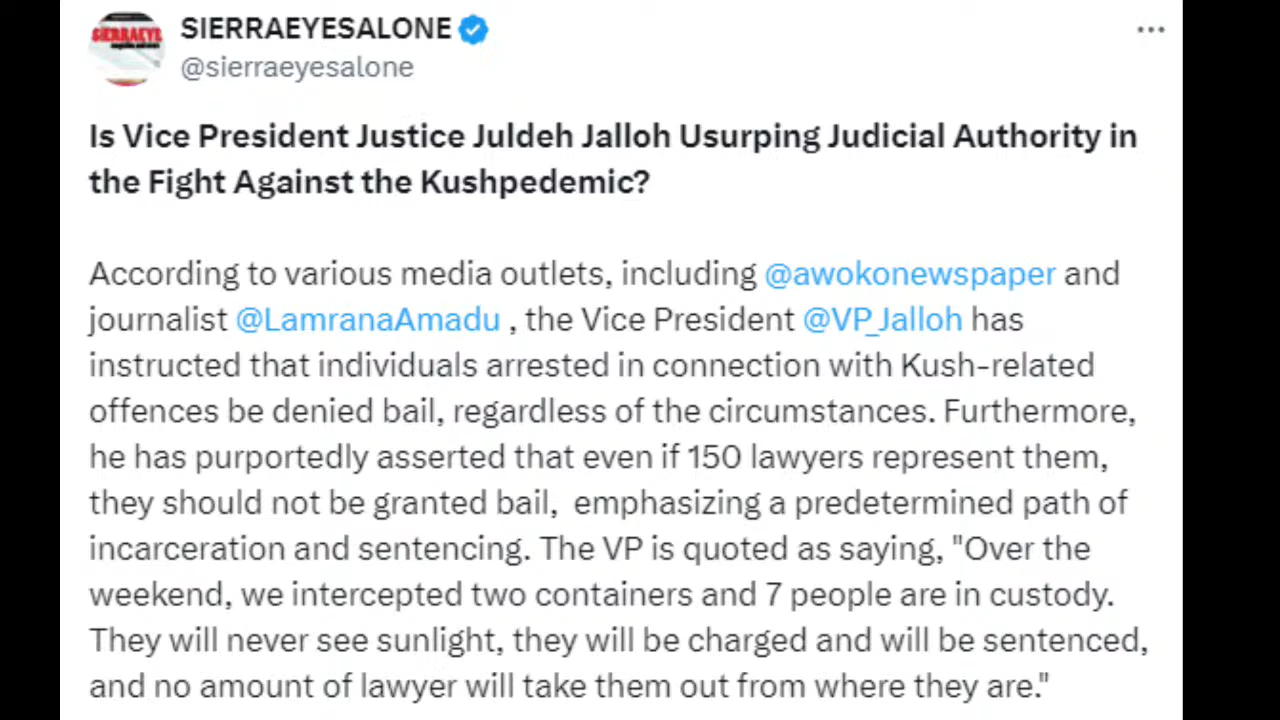 SIERRAEYESALONE
@sierraeyesalone
SIERRAEYE
Is Vice President Justice Juldeh Jalloh Usurping Judicial Authority in
the Fight Against the Kushpedemic?
According to various media outlets, including @awokonewspaper and
journalist @LamranaAmadu , the Vice President @VP_Jalloh has
instructed that individuals arrested in connection with Kush-related
offences be denied bail, regardless of the circumstances. Furthermore,
he has purportedly asserted that even if 150 lawyers represent them,
they should not be granted bail,  emphasizing a predetermined path of
incarceration and sentencing. The VP is quoted as saying, "Over the
weekend, we intercepted two containers and 7 people are in custody.
They will never see sunlight, they will be charged and will be sentenced,
and no amount of lawyer will take them out from where they are."